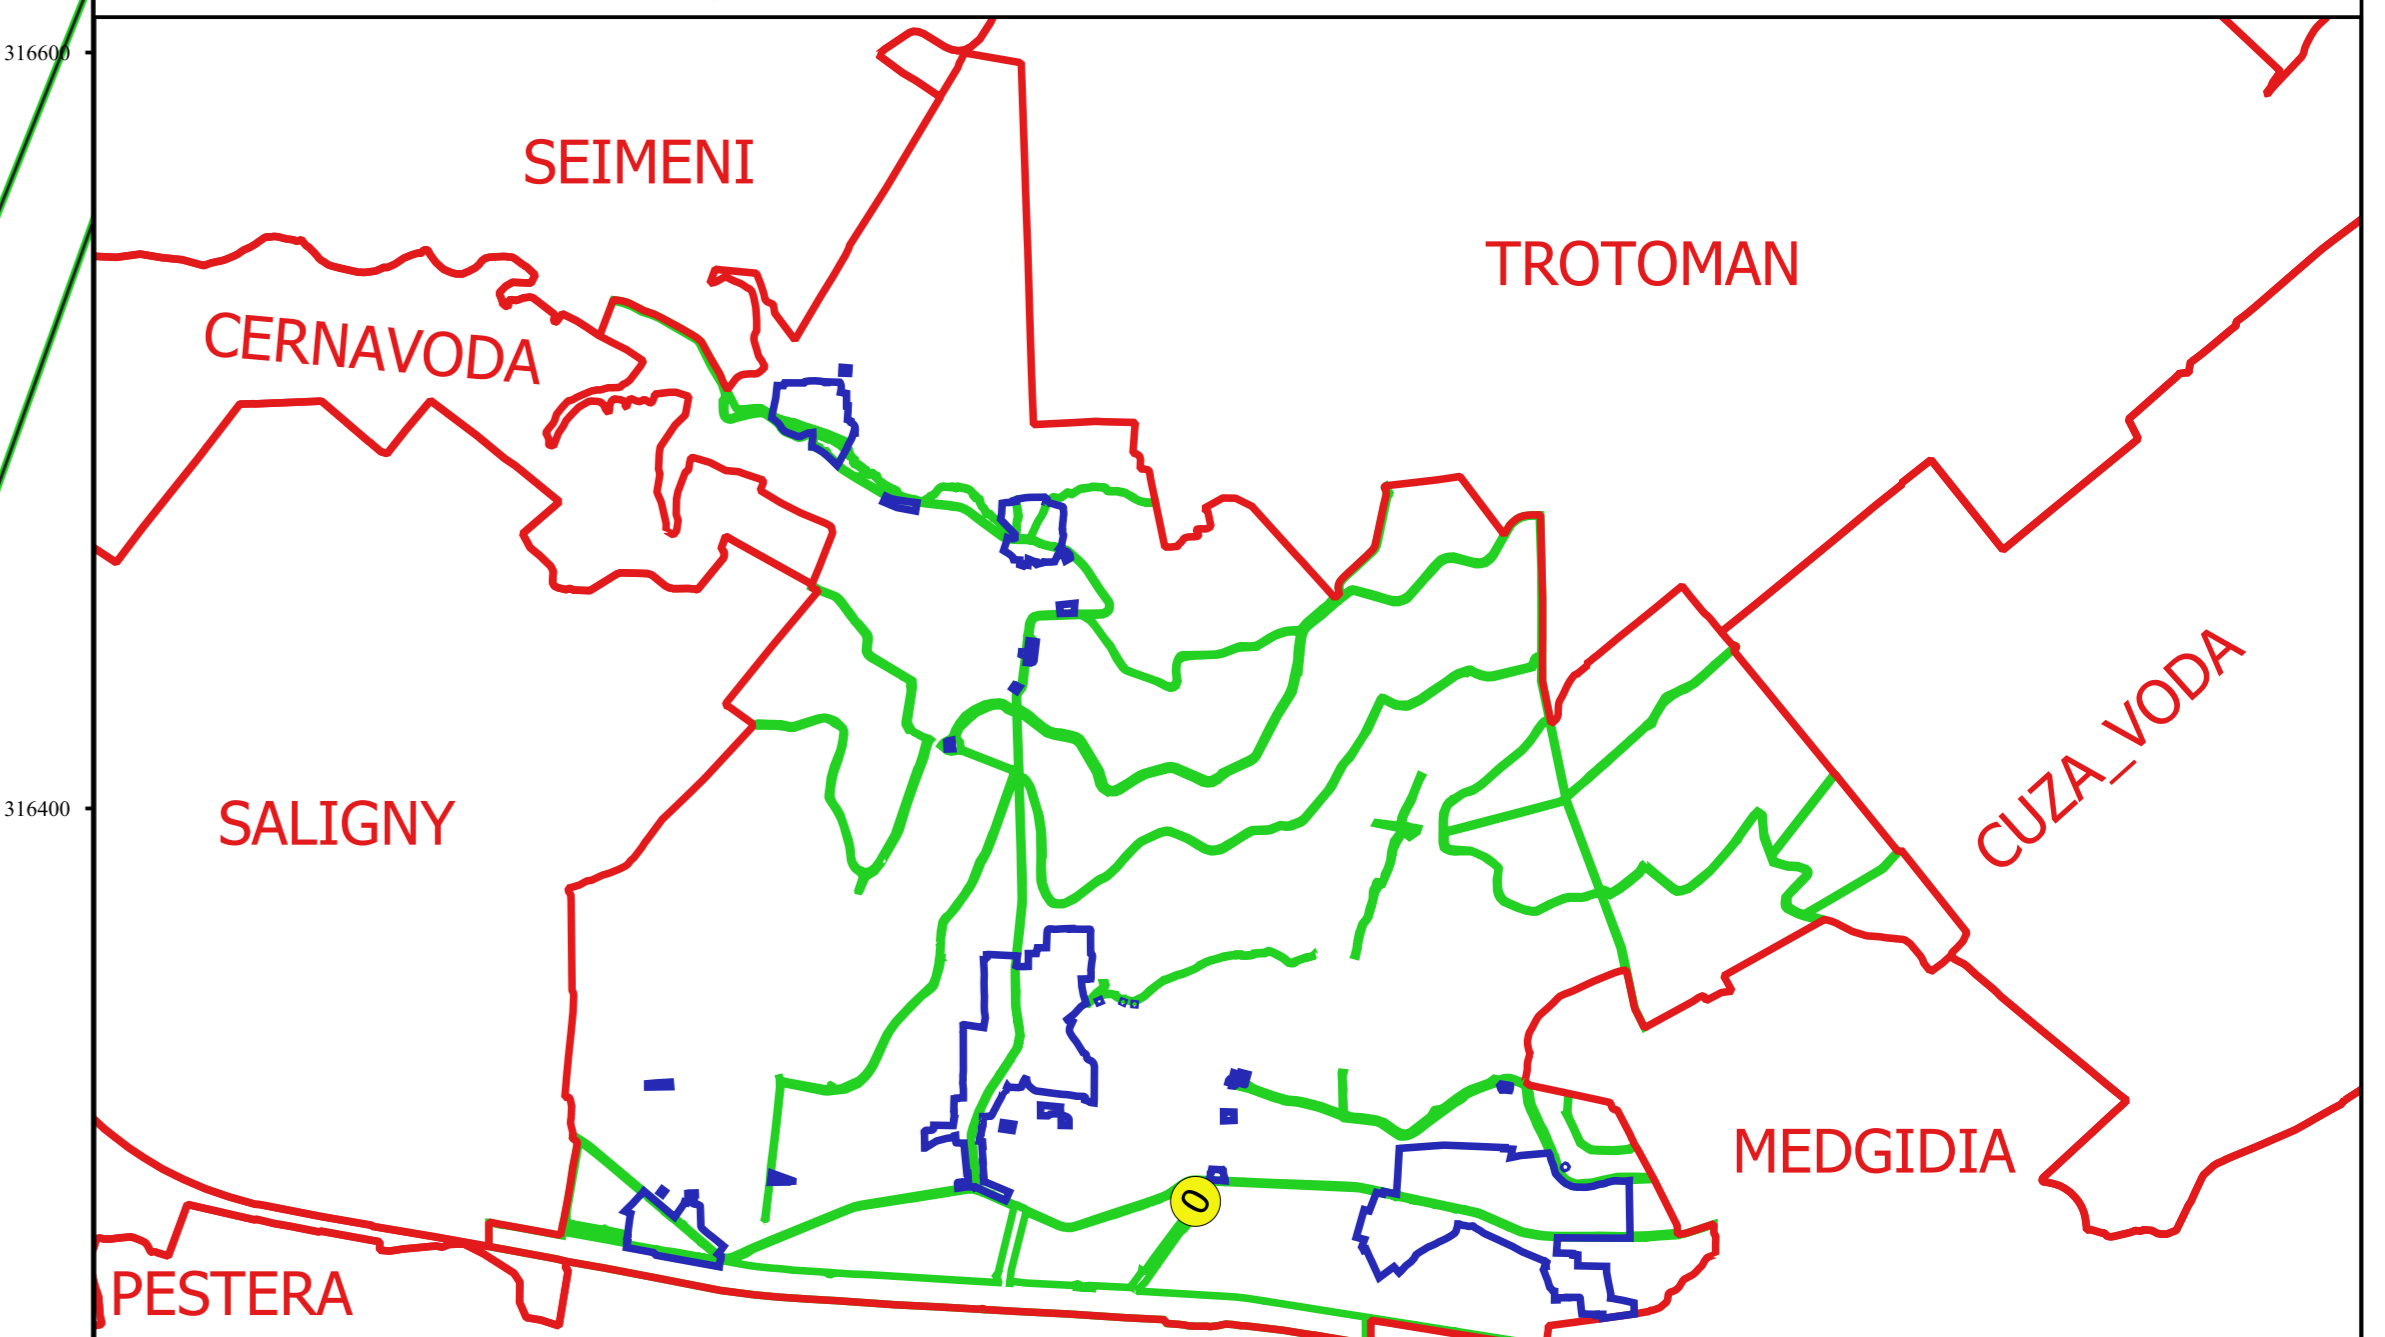 316600
SEIMENI
TROTOMAN
CERNAVODA
CUZA_VODA
316400
SALIGNY
MEDGIDIA
0
PESTERA